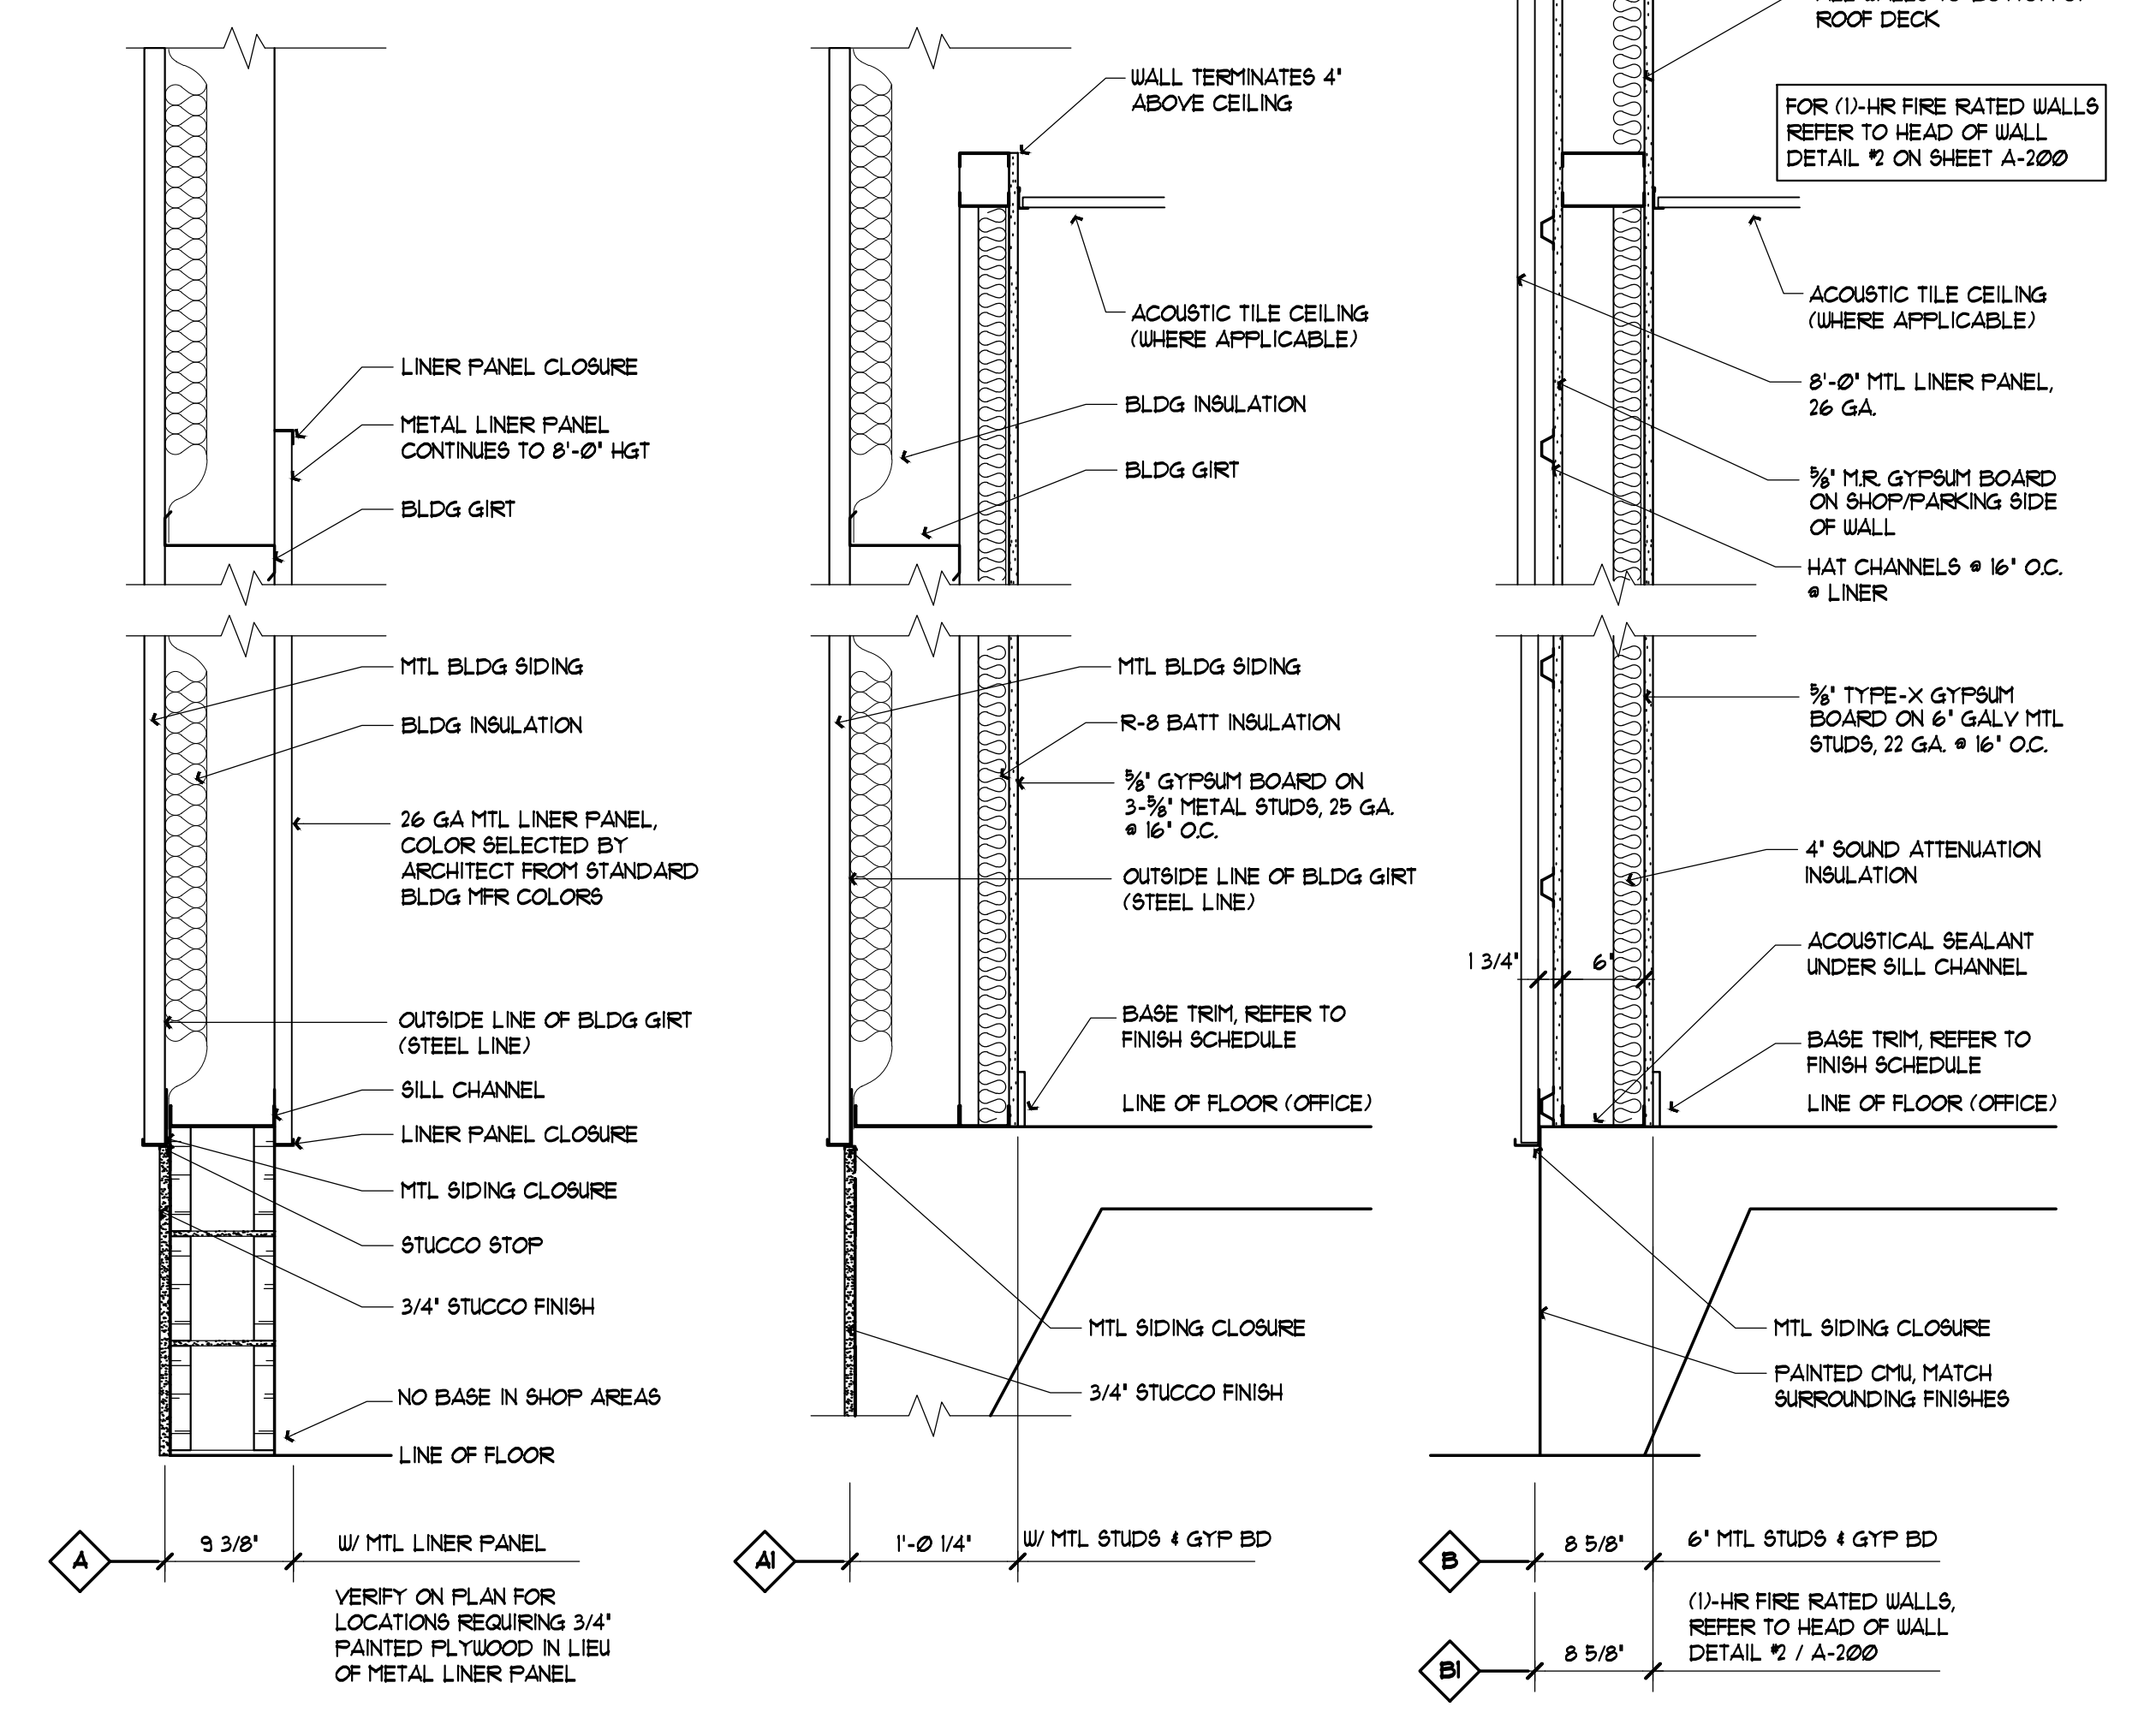 LINER PANEL CLOSURE
METAL LINER PANEL
CONTINUES TO 8'-0" HGT
BLDG GIRT
MTL BLDG SIDING
BLDG INSULATION
26 GA MTL LINER PANEL,
COLOR SELECTED BY
ARCHITECT FROM STANDARD
BLDG MFR COLORS
OUTSIDE LINE OF BLDG GIRT
(STEEL LINE)
SILL CHANNEL
LINER PANEL CLOSURE
MTL SIDING CLOSURE
STUCCO STOP
3/4" STUCCO FINISH
NO BASE IN SHOP AREAS
LINE OF FLOOR
A
9 3/8"
W/ MTL LINER PANEL
VERIFY ON PLAN FOR
LOCATIONS REQUIRING 3/4"
PAINTED PLYWOOD IN LIEU
OF METAL LINER PANEL
WALL TERMINATES 4"
ABOVE CEILING
ACOUSTIC TILE CEILING
(WHERE APPLICABLE)
BLDG INSULATION
BLDG GIRT
MTL BLDG SIDING
R-8 BATT INSULATION
5/8" GYPSUM BOARD ON
3-5/8" METAL STUDS, 25 GA.
@ 16" O.C.
OUTSIDE LINE OF BLDG GIRT
(STEEL LINE)
BASE TRIM, REFER TO
FINISH SCHEDULE
LINE OF FLOOR (OFFICE)
MTL SIDING CLOSURE
3/4" STUCCO FINISH
A1
1'-0 1/4"
W/ MTL STUDS & GYP BD
ROOF DECK
FOR (1)-HR FIRE RATED WALLS
REFER TO HEAD OF WALL
DETAIL #2 ON SHEET A-200
ACOUSTIC TILE CEILING
(WHERE APPLICABLE)
8'-0" MTL LINER PANEL,
26 GA.
5/8" M.R. GYPSUM BOARD
ON SHOP/PARKING SIDE
OF WALL
HAT CHANNELS @ 16" O.C.
@ LINER
5/8" TYPE-X GYPSUM
BOARD ON 6" GALV MTL
STUDS, 22 GA. @ 16" O.C.
4" SOUND ATTENUATION
INSULATION
1 3/4"
6"
ACOUSTICAL SEALANT
UNDER SILL CHANNEL
BASE TRIM, REFER TO
FINISH SCHEDULE
LINE OF FLOOR (OFFICE)
MTL SIDING CLOSURE
PAINTED CMU, MATCH
SURROUNDING FINISHES
B
8 5/8"
6" MTL STUDS & GYP BD
(1)-HR FIRE RATED WALLS,
REFER TO HEAD OF WALL
DETAIL #2 / A-200
B1
8 5/8"